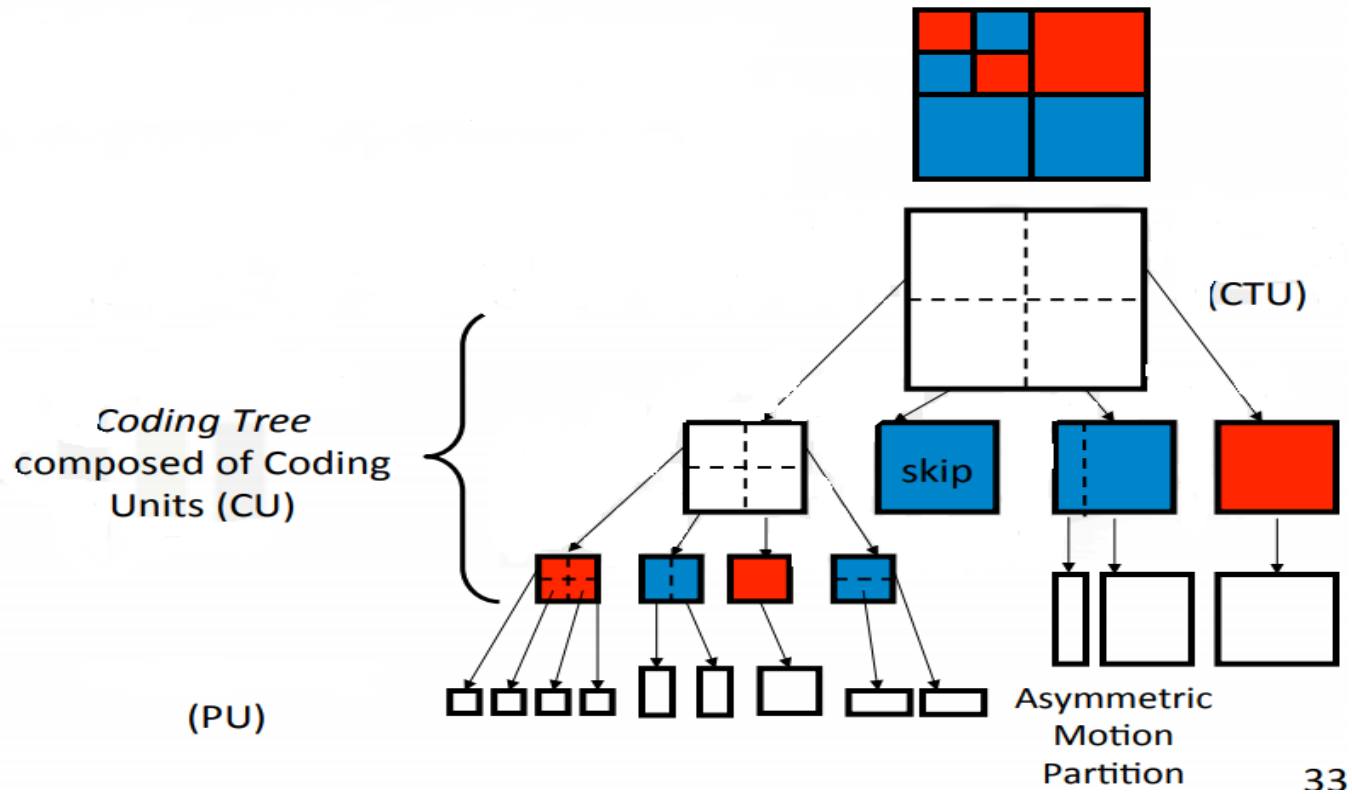 (CTU)
Coding Tree
composed of Coding
Units (CU)
skip
(PU)
Asymmetric
Motion
Partition
33